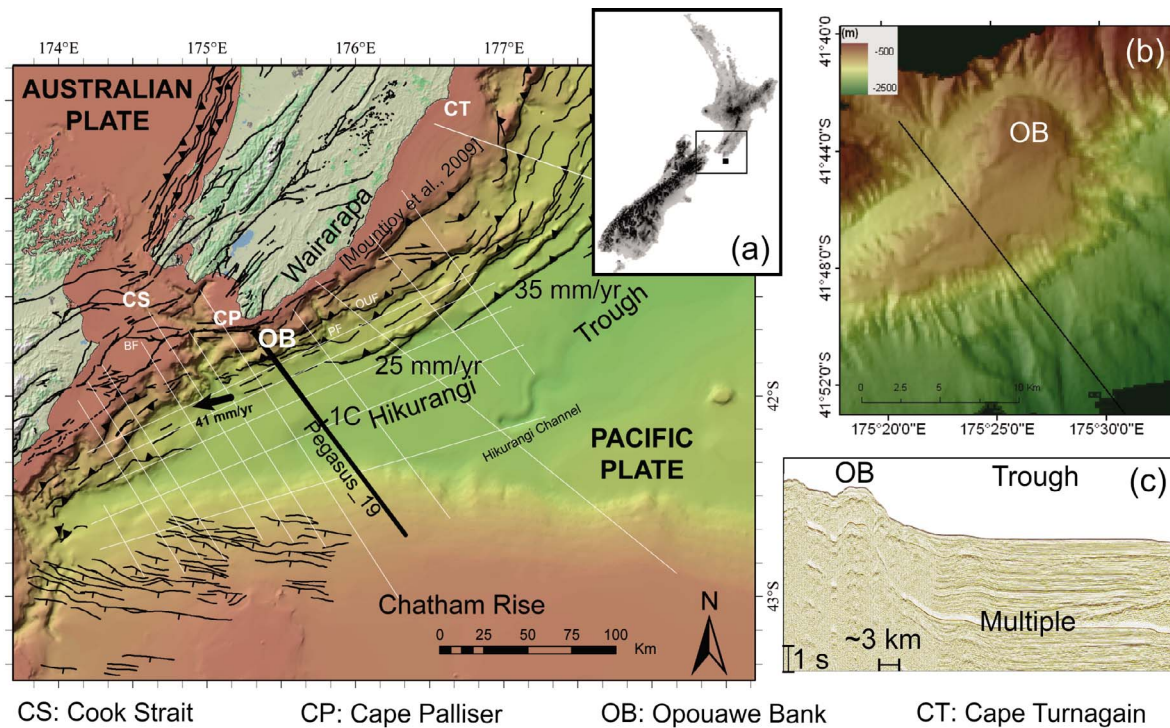 174°E
175°E
176°E
177°E
AUSTRALIAN
PLATE
CT
Wairarapa
[Mountjoy et al., 2009]
CS
CP
OUF
PF
BF
OB
35 mm/yr
Trough
25 mm/yr
41 mm/yr
1C Hikurangi
Pegasus_19
Hikurangi Channel
PACIFIC
PLATE
42°S
43°S
Chatham Rise
N
0 25 50 75 100
Km
(a)
(b)
(m)
-500
-2500
OB
41°40'
41°44'0"S
41°48'0"S
41°52'0"S
0 2.5 5 10 Km
175°20'0"E
175°25'0"E
175°30'0"E
OB
Trough
(c)
Multiple
~3 km
1 s
CS: Cook Strait
CP: Cape Palliser
OB: Opouawe Bank
CT: Cape Turnagain